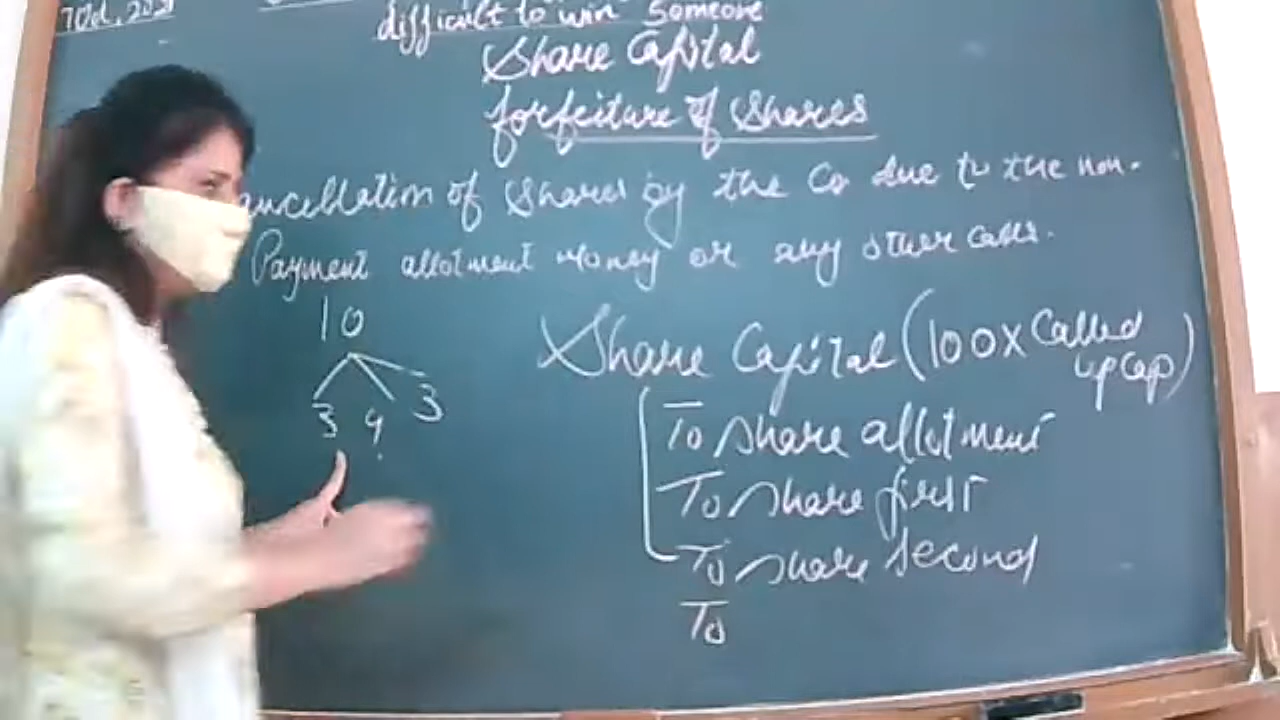 7 Oct, 2021
difficult to win someone
Share Capital
forfeiture of Shares
ancellation of Shares by the Co due to the non-
Payment allotment money or any other calls.
10
3 4 3
Share Capital (100x Called up Cap)
To share allotment
To share first
To share second
To